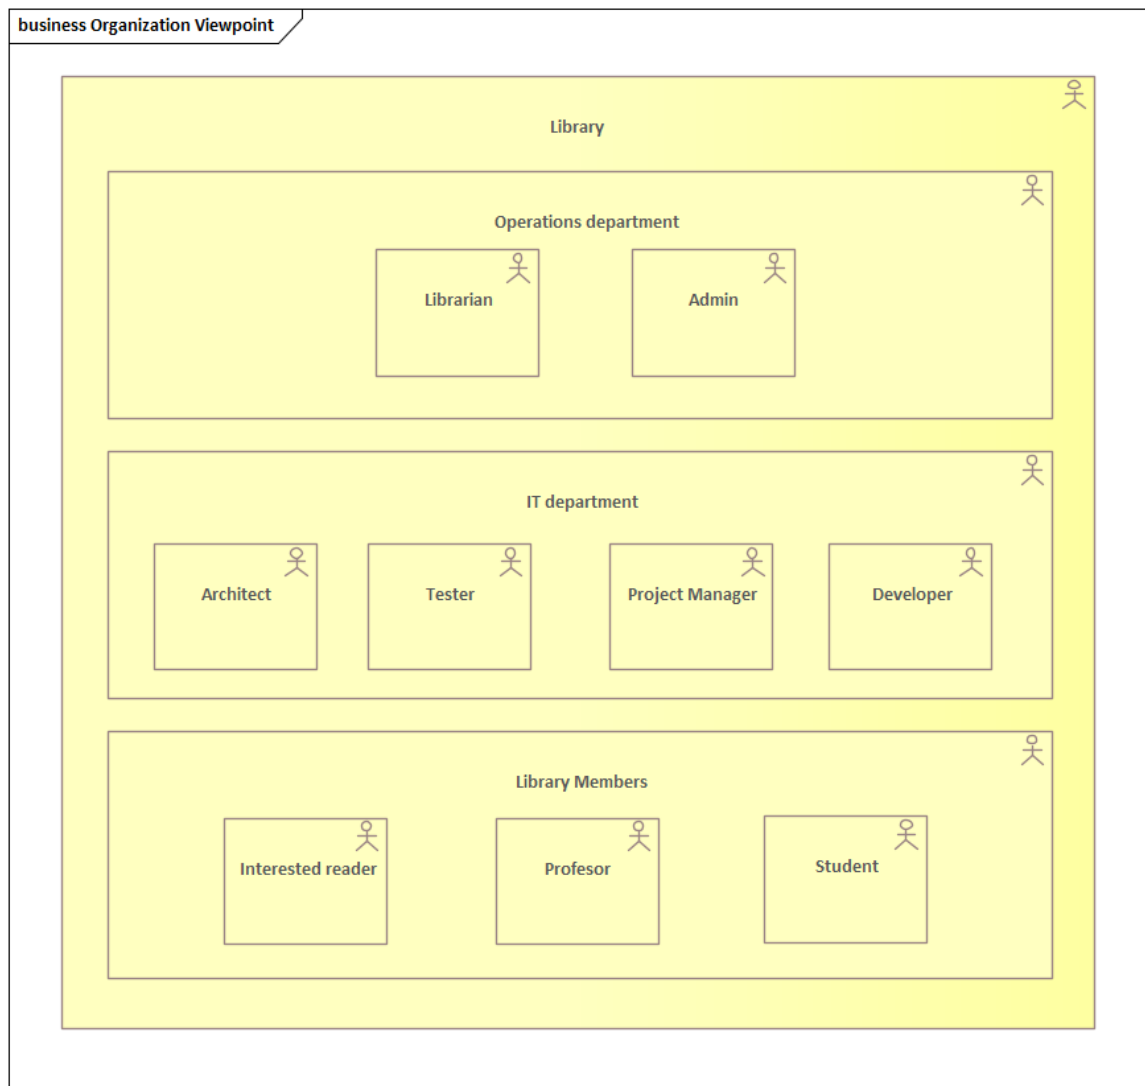 business Organization Viewpoint
Library
Operations department
Librarian
Admin
IT department
Architect
Tester
Project Manager
Developer
Library Members
Interested reader
Profesor
Student